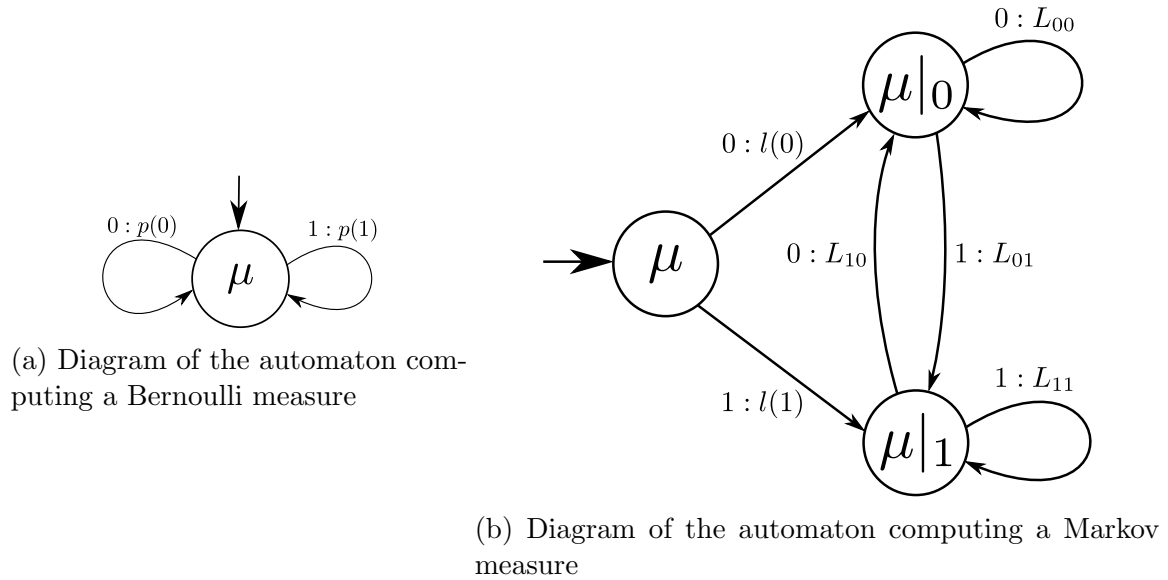 0 : p(0)
1 : p(1)
μ
(a) Diagram of the automaton com-
puting a Bernoulli measure
0 : L₀₀
μ|₀
0 : l(0)
μ
0 : L₁₀
1 : L₀₁
1 : l(1)
1 : L₁₁
μ|₁
(b) Diagram of the automaton computing a Markov
measure